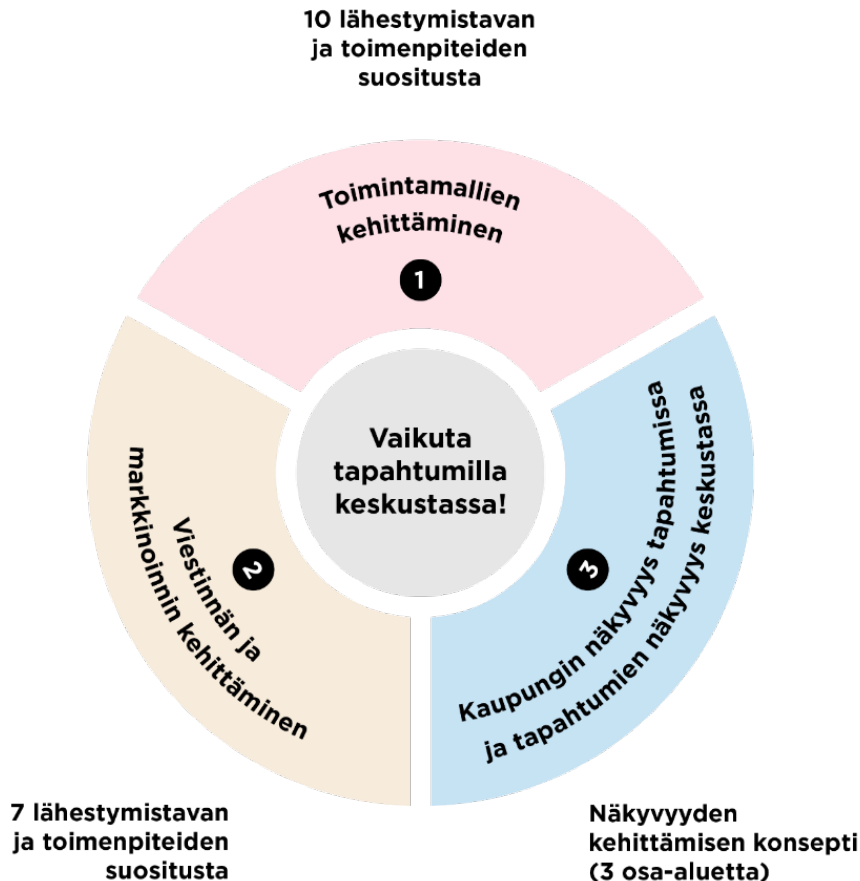 10 lähestymistavan
ja toimenpiteiden
suositusta
Toimintamallien
kehittäminen
1
Vaikuta
tapahtumilla
keskustassa!
Viestinnän ja
markkinoinnin kehittäminen
2
3
Kaupungin näkyvyys tapahtumissa
ja tapahtumien näkyvyys keskustassa
7 lähestymistavan
ja toimenpiteiden
suositusta
Näkyvyyden
kehittämisen konsepti
(3 osa-aluetta)